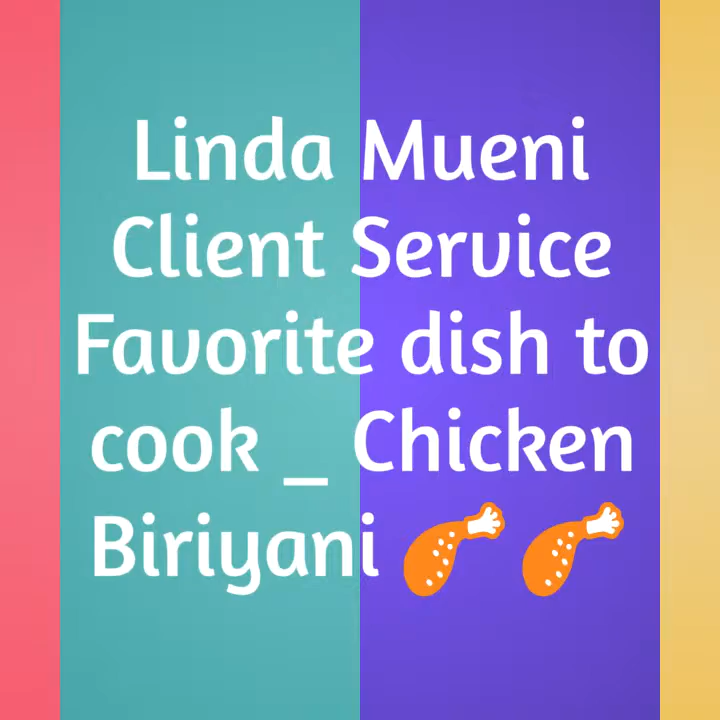 Linda Mueni
Client Service
Favorite dish to
cook _ Chicken
Biriyani 🍗 🍗